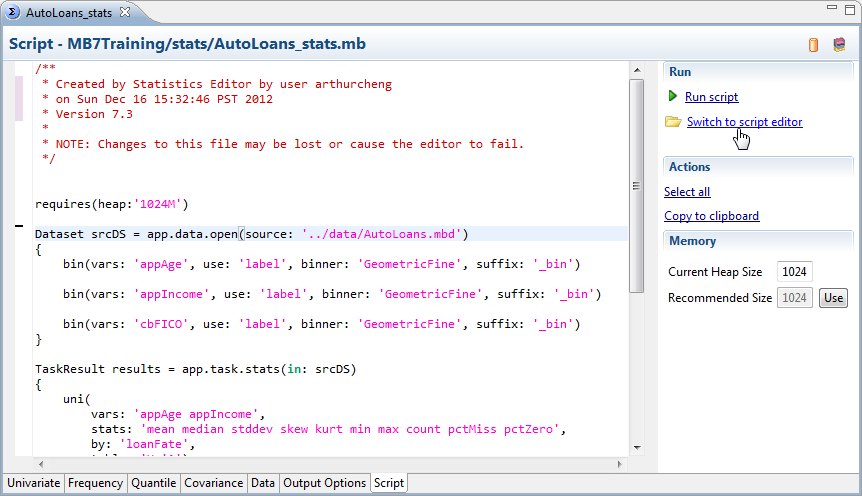 AutoLoans_stats
Script - MB7Training/stats/AutoLoans_stats.mb
/**
* Created by Statistics Editor by user arthurcheng
* on Sun Dec 16 15:32:46 PST 2012
* Version 7.3
*
* NOTE: Changes to this file may be lost or cause the editor to fail.
*/
requires(heap:'1024M')
Dataset srcDS = app.data.open(source: '../data/AutoLoans.mbd')
{
bin(vars: 'appAge', use: 'label', binner: 'GeometricFine', suffix: '_bin')
bin(vars: 'appIncome', use: 'label', binner: 'GeometricFine', suffix: '_bin')
bin(vars: 'cbFICO', use: 'label', binner: 'GeometricFine', suffix: '_bin')
}
TaskResult results = app.task.stats(in: srcDS)
{
uni(
vars: 'appAge appIncome',
stats: 'mean median stddev skew kurt min max count pctMiss pctZero',
by: 'loanFate',
Run
Run script
Switch to script editor
Actions
Select all
Copy to clipboard
Memory
Current Heap Size 1024
Recommended Size 1024 Use
Univariate Frequency Quantile Covariance Data Output Options Script